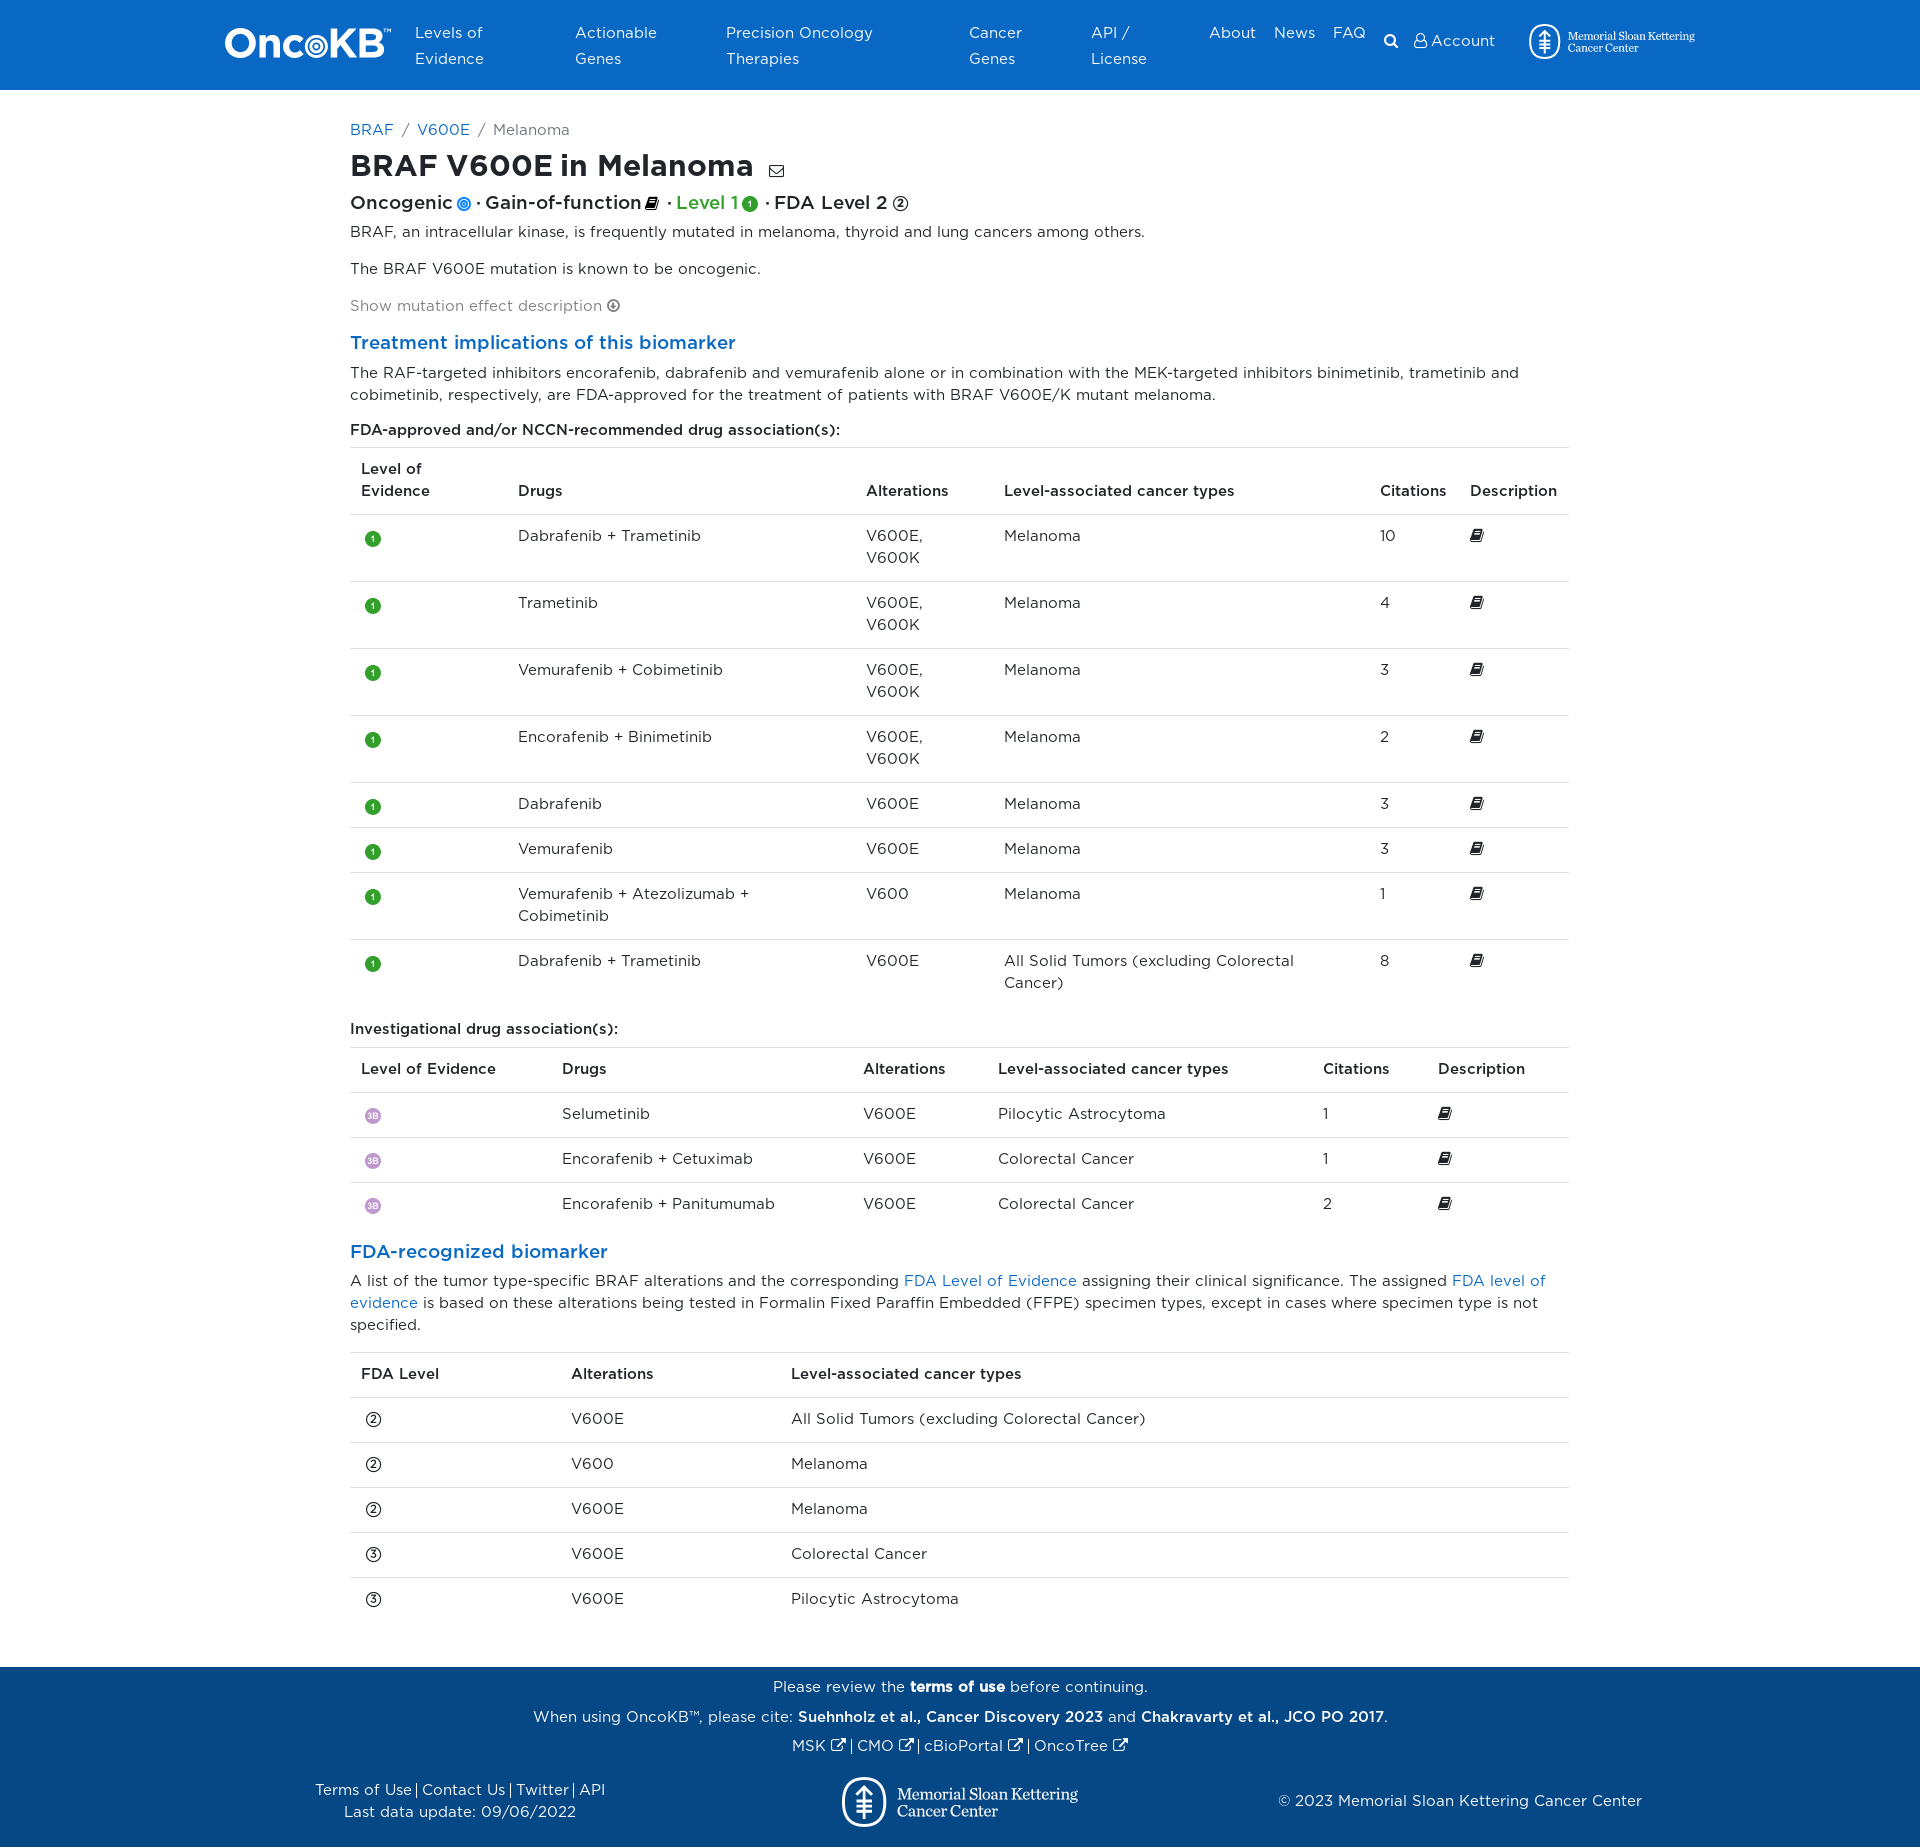 OncoKB™
Levels of Evidence
Actionable Genes
Precision Oncology Therapies
Cancer Genes
API / License
About
News
FAQ
Account
Memorial Sloan Kettering Cancer Center
BRAF / V600E / Melanoma
BRAF V600E in Melanoma
Oncogenic · Gain-of-function · Level 1 1 · FDA Level 2 2
BRAF, an intracellular kinase, is frequently mutated in melanoma, thyroid and lung cancers among others.
The BRAF V600E mutation is known to be oncogenic.
Show mutation effect description
Treatment implications of this biomarker
The RAF-targeted inhibitors encorafenib, dabrafenib and vemurafenib alone or in combination with the MEK-targeted inhibitors binimetinib, trametinib and
cobimetinib, respectively, are FDA-approved for the treatment of patients with BRAF V600E/K mutant melanoma.
FDA-approved and/or NCCN-recommended drug association(s):
Level of Evidence Drugs Alterations Level-associated cancer types Citations Description
1 Dabrafenib + Trametinib V600E, V600K Melanoma 10
1 Trametinib V600E, V600K Melanoma 4
1 Vemurafenib + Cobimetinib V600E, V600K Melanoma 3
1 Encorafenib + Binimetinib V600E, V600K Melanoma 2
1 Dabrafenib V600E Melanoma 3
1 Vemurafenib V600E Melanoma 3
1 Vemurafenib + Atezolizumab + Cobimetinib V600 Melanoma 1
1 Dabrafenib + Trametinib V600E All Solid Tumors (excluding Colorectal Cancer) 8
Investigational drug association(s):
Level of Evidence Drugs Alterations Level-associated cancer types Citations Description
3B Selumetinib V600E Pilocytic Astrocytoma 1
3B Encorafenib + Cetuximab V600E Colorectal Cancer 1
3B Encorafenib + Panitumumab V600E Colorectal Cancer 2
FDA-recognized biomarker
A list of the tumor type-specific BRAF alterations and the corresponding FDA Level of Evidence assigning their clinical significance. The assigned FDA level of
evidence is based on these alterations being tested in Formalin Fixed Paraffin Embedded (FFPE) specimen types, except in cases where specimen type is not
specified.
FDA Level Alterations Level-associated cancer types
2 V600E All Solid Tumors (excluding Colorectal Cancer)
2 V600 Melanoma
2 V600E Melanoma
3 V600E Colorectal Cancer
3 V600E Pilocytic Astrocytoma
Please review the terms of use before continuing.
When using OncoKB™, please cite: Suehnholz et al., Cancer Discovery 2023 and Chakravarty et al., JCO PO 2017.
MSK | CMO | cBioPortal | OncoTree
Terms of Use | Contact Us | Twitter | API
Last data update: 09/06/2022
Memorial Sloan Kettering
Cancer Center
© 2023 Memorial Sloan Kettering Cancer Center